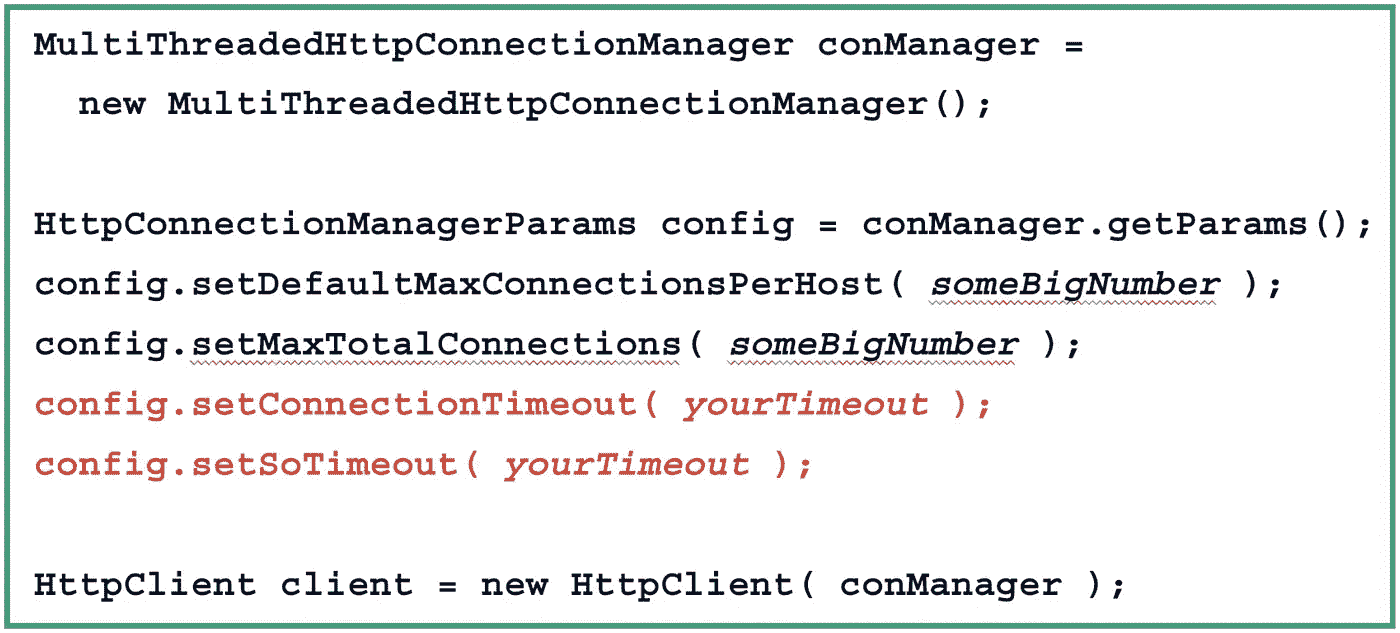 MultiThreadedHttpConnectionManager conManager =
new MultiThreadedHttpConnectionManager();
HttpConnectionManagerParams config = conManager.getParams();
config.setDefaultMaxConnectionsPerHost( someBigNumber );
config.setMaxTotalConnections( someBigNumber );
config.setConnectionTimeout( yourTimeout );
config.setSoTimeout( yourTimeout );
HttpClient client = new HttpClient( conManager );